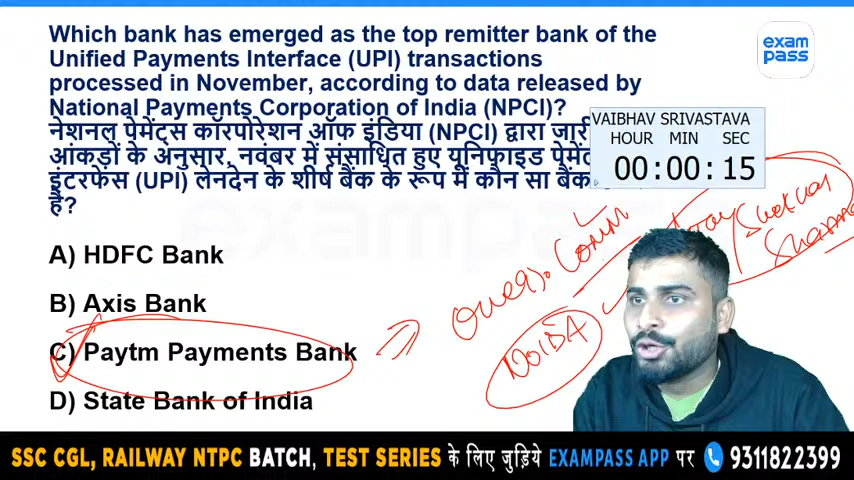 Which bank has emerged as the top remitter bank of the
Unified Payments Interface (UPI) transactions
processed in November, according to data released by
National Payments Corporation of India (NPCI)?
नेशनल पेमेंट्स कॉरपोरेशन ऑफ इंडिया (NPCI) द्वारा जारी
आंकड़ों के अनुसार, नवंबर में संसाधित हुए यूनिफाइड पेमेंट
इंटरफेस (UPI) लेनदेन के शीर्ष बैंक के रूप में कौन सा बैंक
है?
exam
pass
VAIBHAV SRIVASTAVA
HOUR MIN SEC
00:00:15
exampass
A) HDFC Bank
B) Axis Bank
C) Paytm Payments Bank
D) State Bank of India
NOIDA
Shekhar
Sharma
SSC CGL, RAILWAY NTPC BATCH, TEST SERIES के लिए जुड़िये EXAMPASS APP पर 9311822399